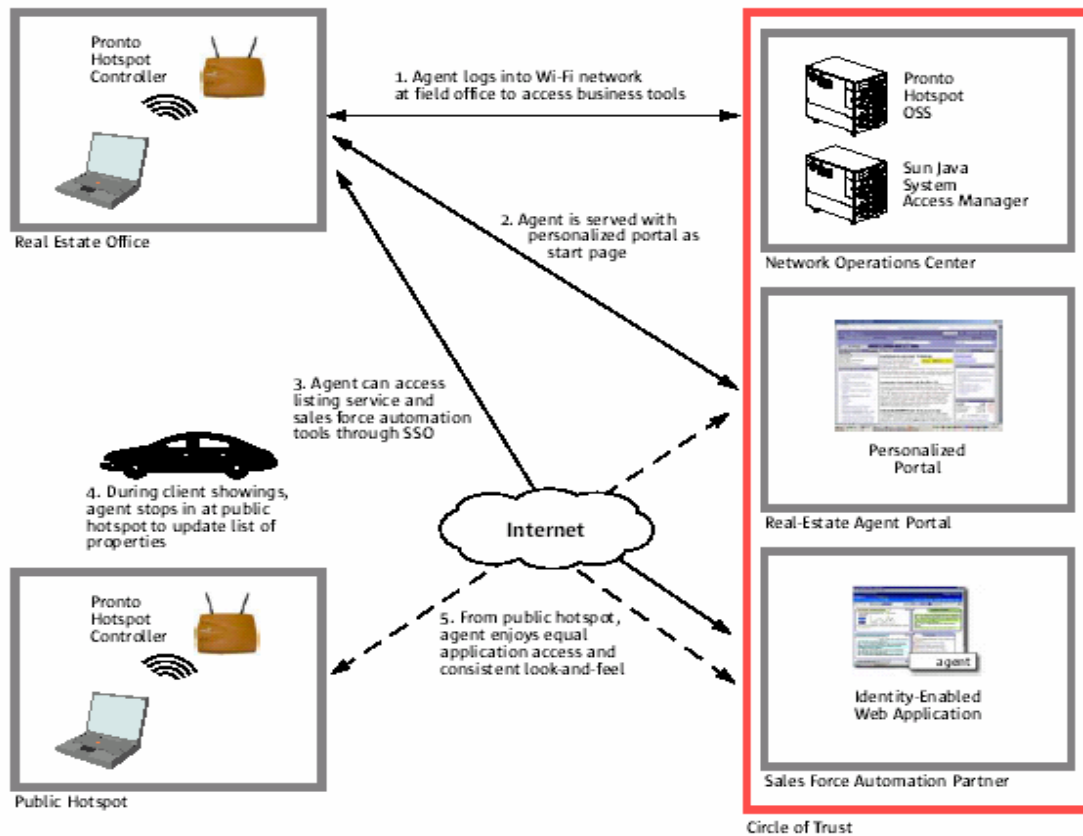 Pronto
Hotspot
Controller
Real Estate Office
1. Agent logs into Wi-Fi network
at field office to access business tools
Pronto
Hotspot
OSS
Sun Java
System
Access Manager
Network Operations Center
2. Agent is served with
personalized portal as
start page
3. Agent can access
listing service and
sales force automation
tools through SSO
Personalized
Portal
Real-Estate Agent Portal
4. During client showings,
agent stops in at public
hotspot to update list of
properties
Internet
Pronto
Hotspot
Controller
Public Hotspot
5. From public hotspot,
agent enjoys equal
application access and
consistent look-and-feel
agent
Identity-Enabled
Web Application
Sales Force Automation Partner
Circle of Trust